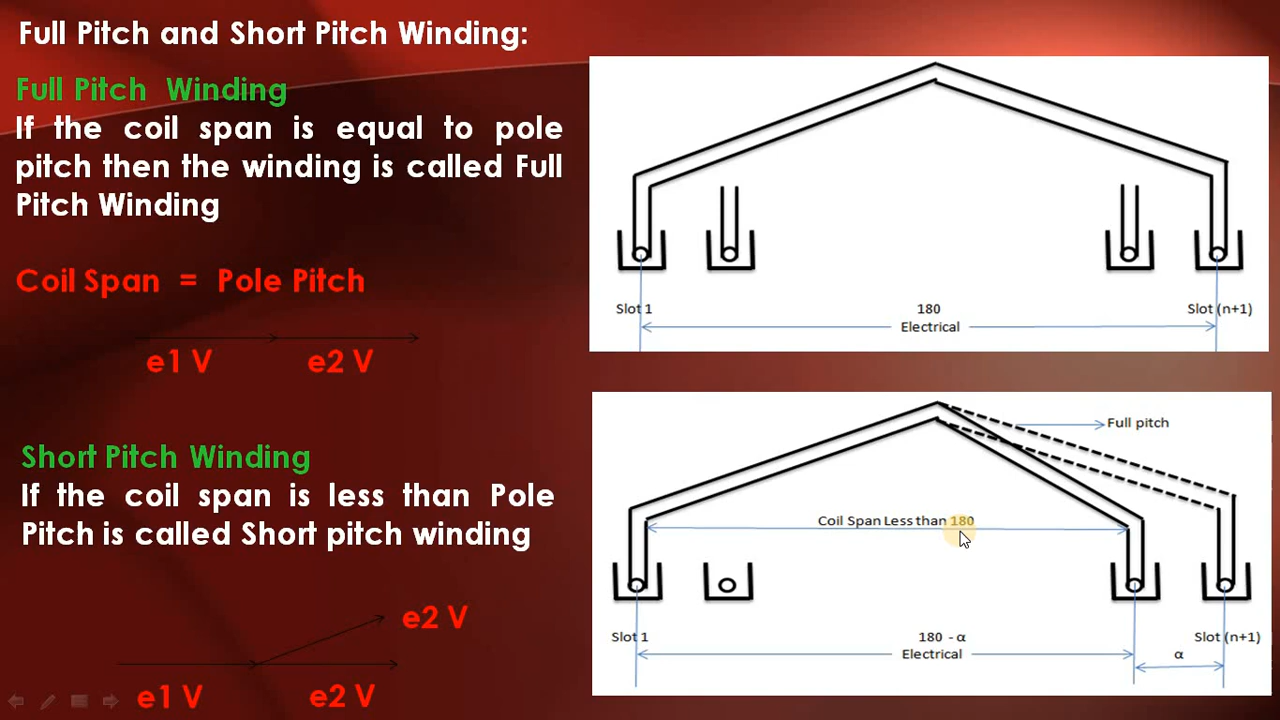 Full Pitch and Short Pitch Winding:
Full Pitch Winding
If the coil span is equal to pole
pitch then the winding is called Full
Pitch Winding
Coil Span = Pole Pitch
e1 V
e2 V
Slot 1
180
Electrical
Slot (n+1)
Short Pitch Winding
If the coil span is less than Pole
Pitch is called Short pitch winding
e2 V
e1 V
e2 V
Full pitch
Coil Span Less than 180
Slot 1
180 - α
Electrical
α
Slot (n+1)